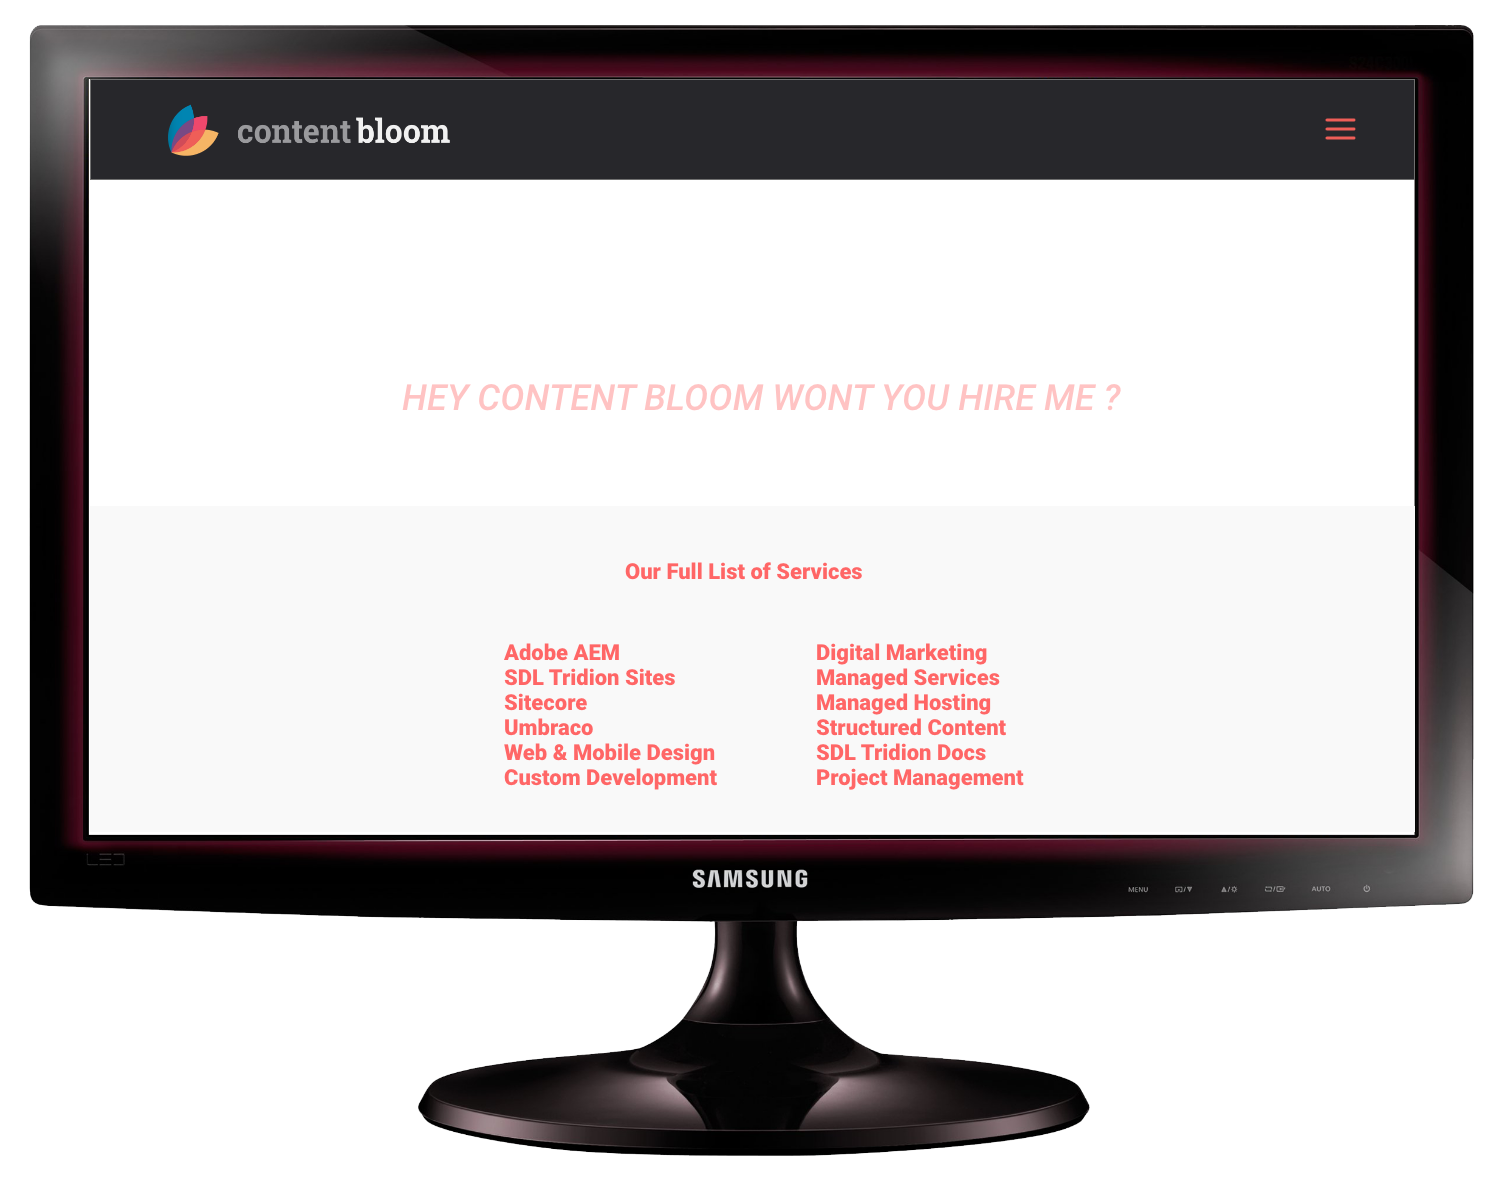 content bloom
HEY CONTENT BLOOM WONT YOU HIRE ME ?
Our Full List of Services
Adobe AEM
SDL Tridion Sites
Sitecore
Umbraco
Web & Mobile Design
Custom Development
Digital Marketing
Managed Services
Managed Hosting
Structured Content
SDL Tridion Docs
Project Management
LED
SAMSUNG
MENU
AUTO